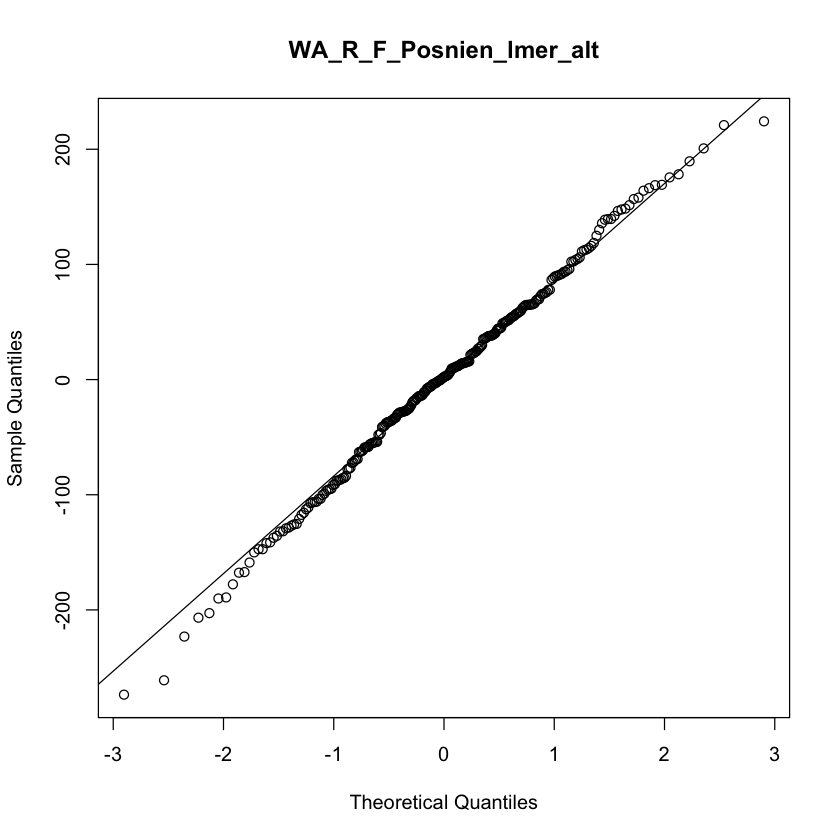 WA_R_F_Posnien_lmer_alt
200
100
0
-100
-200
Sample Quantiles
-3 -2 -1 0 1 2 3
Theoretical Quantiles